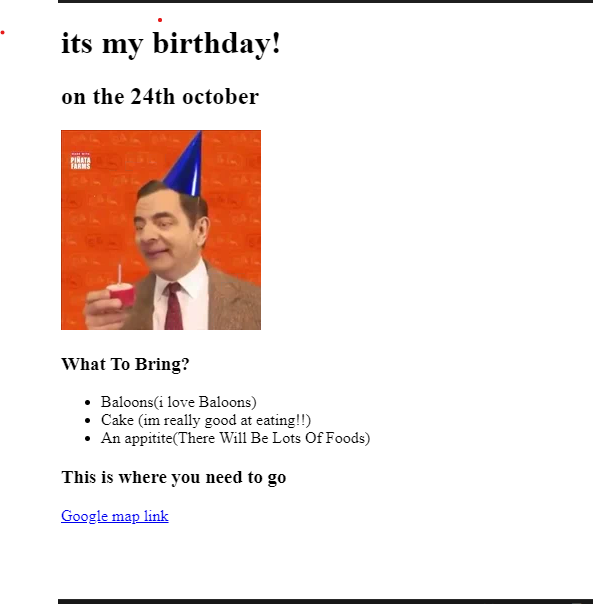 its my birthday!
on the 24th october
MADE WITH
PIÑATA
FARMS
What To Bring?
Baloons(i love Baloons)
Cake (im really good at eating!!)
An appitite(There Will Be Lots Of Foods)
This is where you need to go
Google map link